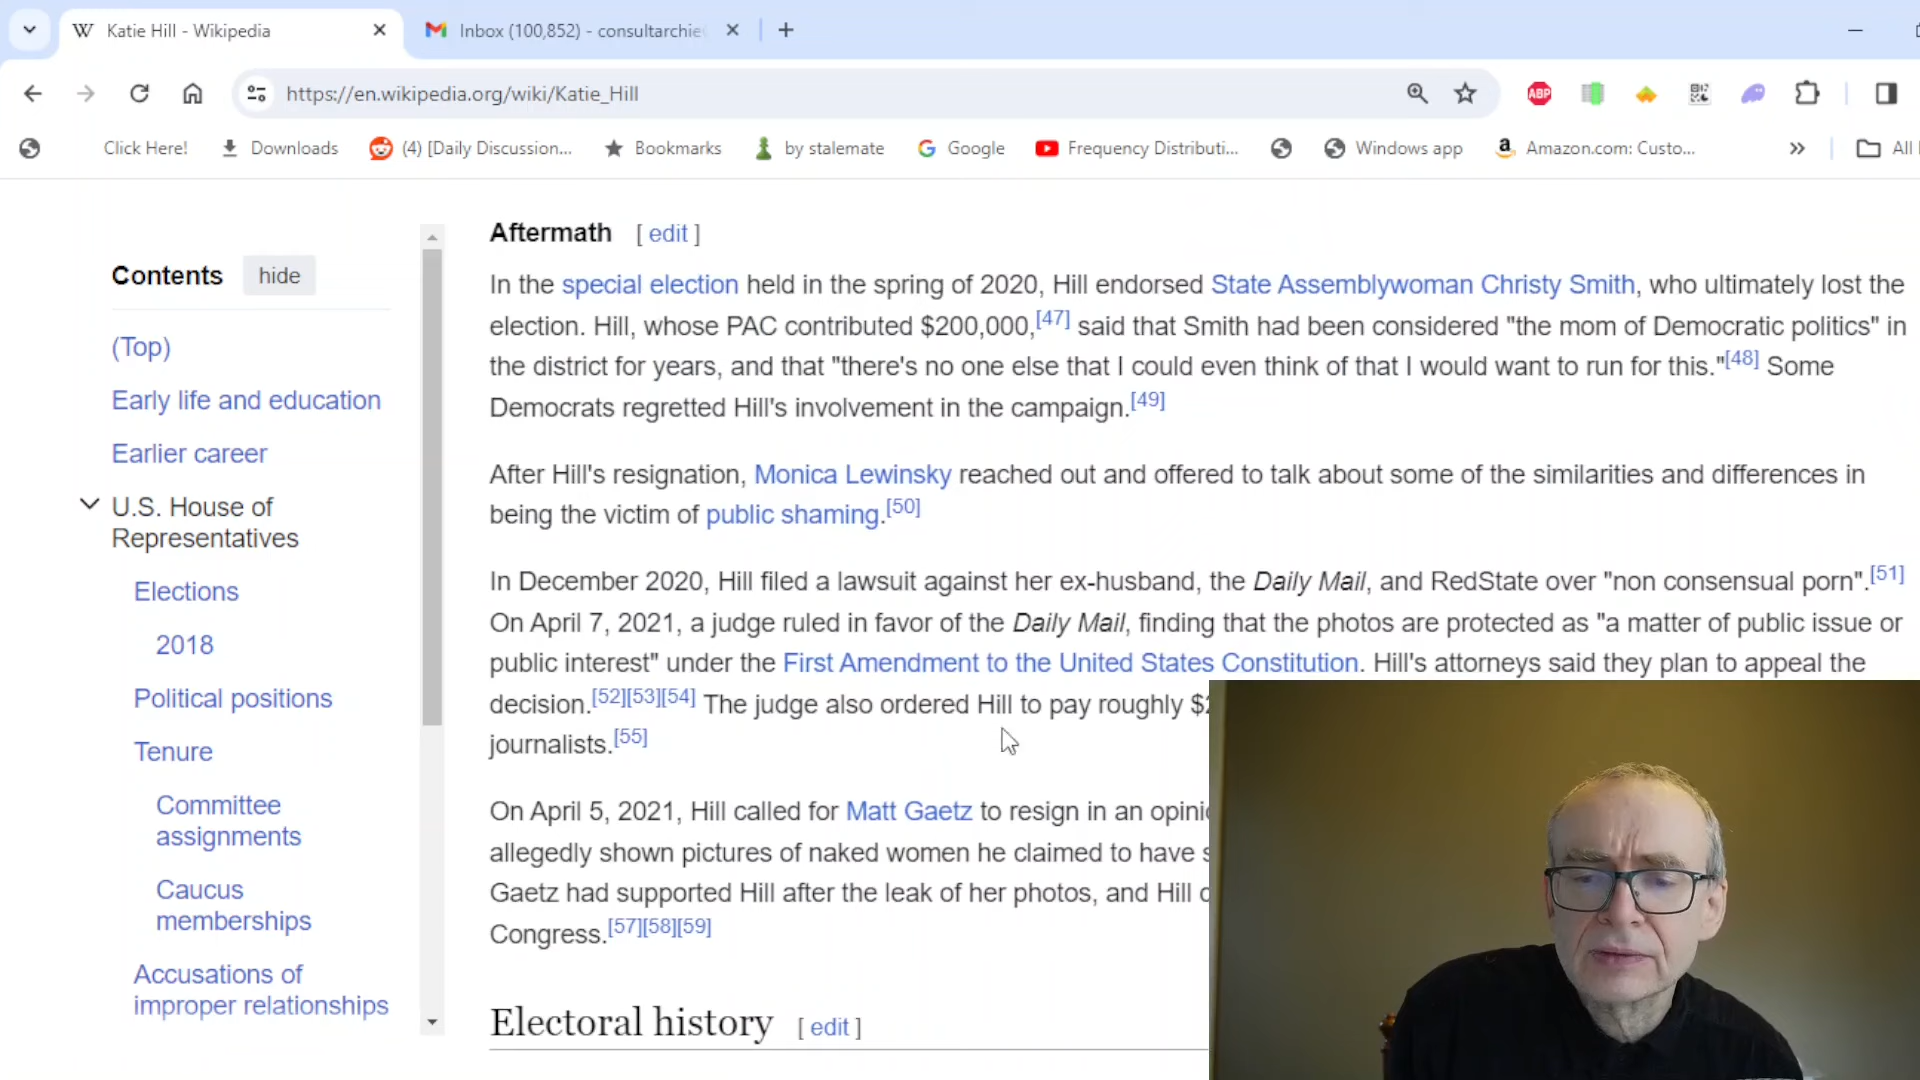 Katie Hill - Wikipedia
Inbox (100,852) - consultarchie
https://en.wikipedia.org/wiki/Katie_Hill
ABP
Click Here!
Downloads
(4) [Daily Discussion...
Bookmarks
by stalemate
Google
Frequency Distributi...
Windows app
Amazon.com: Custo...
All
Contents
hide
(Top)
Early life and education
Earlier career
U.S. House of
Representatives
Elections
2018
Political positions
Tenure
Committee
assignments
Caucus
memberships
Accusations of
improper relationships
Aftermath [ edit ]
In the special election held in the spring of 2020, Hill endorsed State Assemblywoman Christy Smith, who ultimately lost the
election. Hill, whose PAC contributed $200,000,[47] said that Smith had been considered "the mom of Democratic politics" in
the district for years, and that "there's no one else that I could even think of that I would want to run for this."[48] Some
Democrats regretted Hill's involvement in the campaign.[49]
After Hill's resignation, Monica Lewinsky reached out and offered to talk about some of the similarities and differences in
being the victim of public shaming.[50]
In December 2020, Hill filed a lawsuit against her ex-husband, the Daily Mail, and RedState over "non consensual porn".[51]
On April 7, 2021, a judge ruled in favor of the Daily Mail, finding that the photos are protected as "a matter of public issue or
public interest" under the First Amendment to the United States Constitution. Hill's attorneys said they plan to appeal the
decision.[52][53][54] The judge also ordered Hill to pay roughly
journalists.[55]
On April 5, 2021, Hill called for Matt Gaetz to resign in an
allegedly shown pictures of naked women he claimed to have
Gaetz had supported Hill after the leak of her photos, and Hill
Congress.[57][58][59]
Electoral history [ edit ]